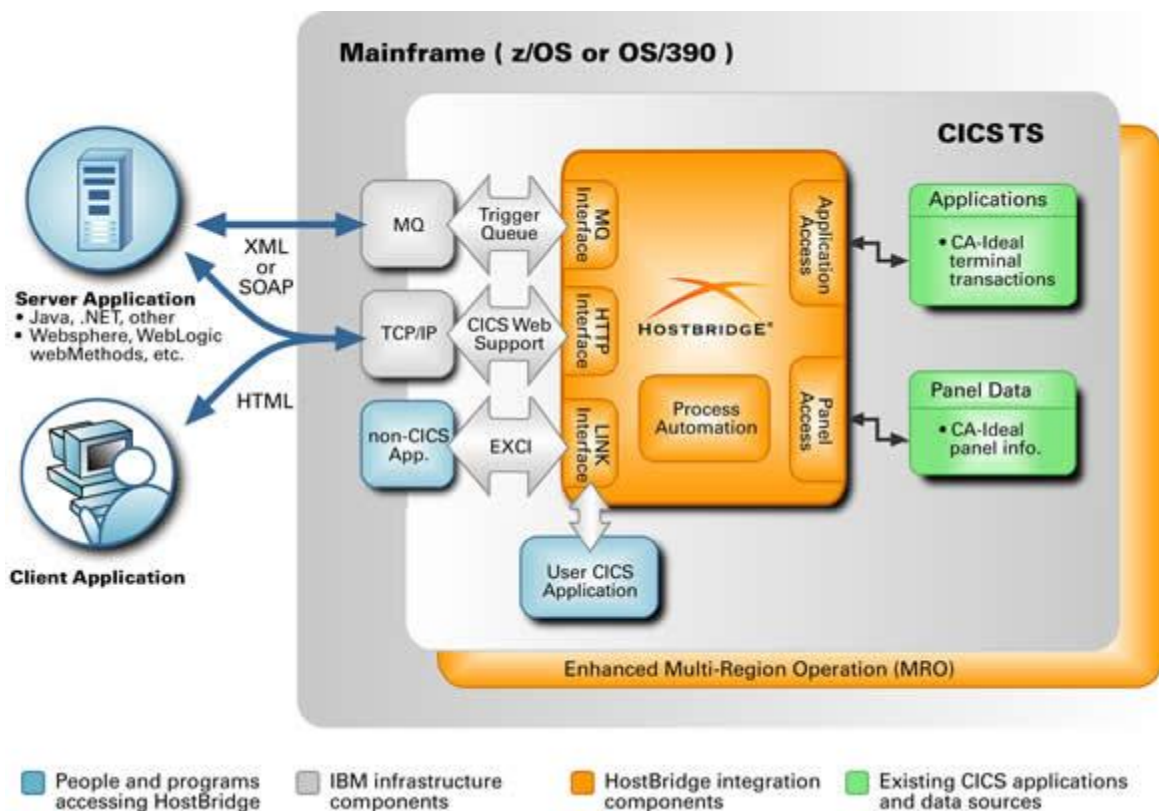 Mainframe ( z/OS or OS/390 )
CICS TS
MQ
Trigger
Queue
MQ
Interface
Application
Access
Applications
• CA-Ideal
terminal
transactions
XML
or
SOAP
Server Application
• Java, .NET, other
• Websphere, WebLogic
webMethods, etc.
TCP/IP
CICS Web
Support
HTTP
Interface
HOSTBRIDGE®
HTML
non-CICS
App.
EXCI
LINK
Interface
Process
Automation
Panel
Access
Panel Data
• CA-Ideal
panel info.
Client Application
User CICS
Application
Enhanced Multi-Region Operation (MRO)
People and programs
accessing HostBridge
IBM infrastructure
components
HostBridge integration
components
Existing CICS applications
and data sources